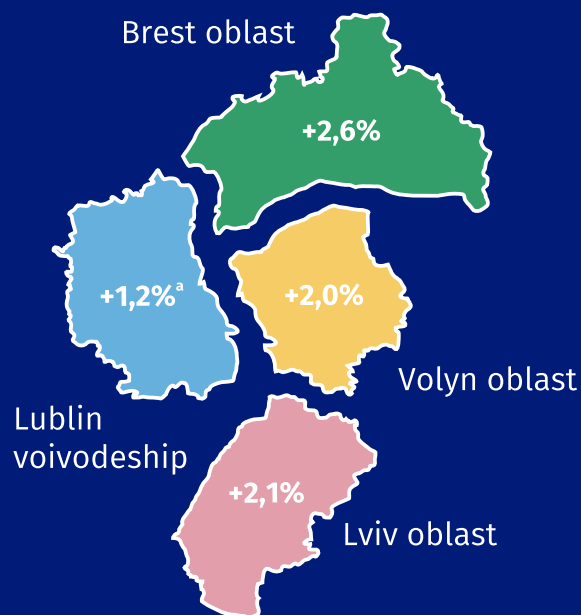 Brest oblast
+2,6%
+1,2%a
+2,0%
Volyn oblast
Lublin
voivodeship
+2,1%
Lviv oblast